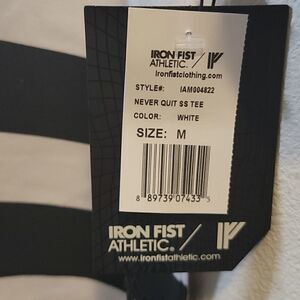 IRON FIST
ATHLETIC.
Ironfistclothing.com
STYLE#: IAM004822
NEVER QUIT SS TEE
COLOR: WHITE
SIZE: M
8 89739 07433 5
IRON FIST
ATHLETIC®
www.ironfistathletic.com